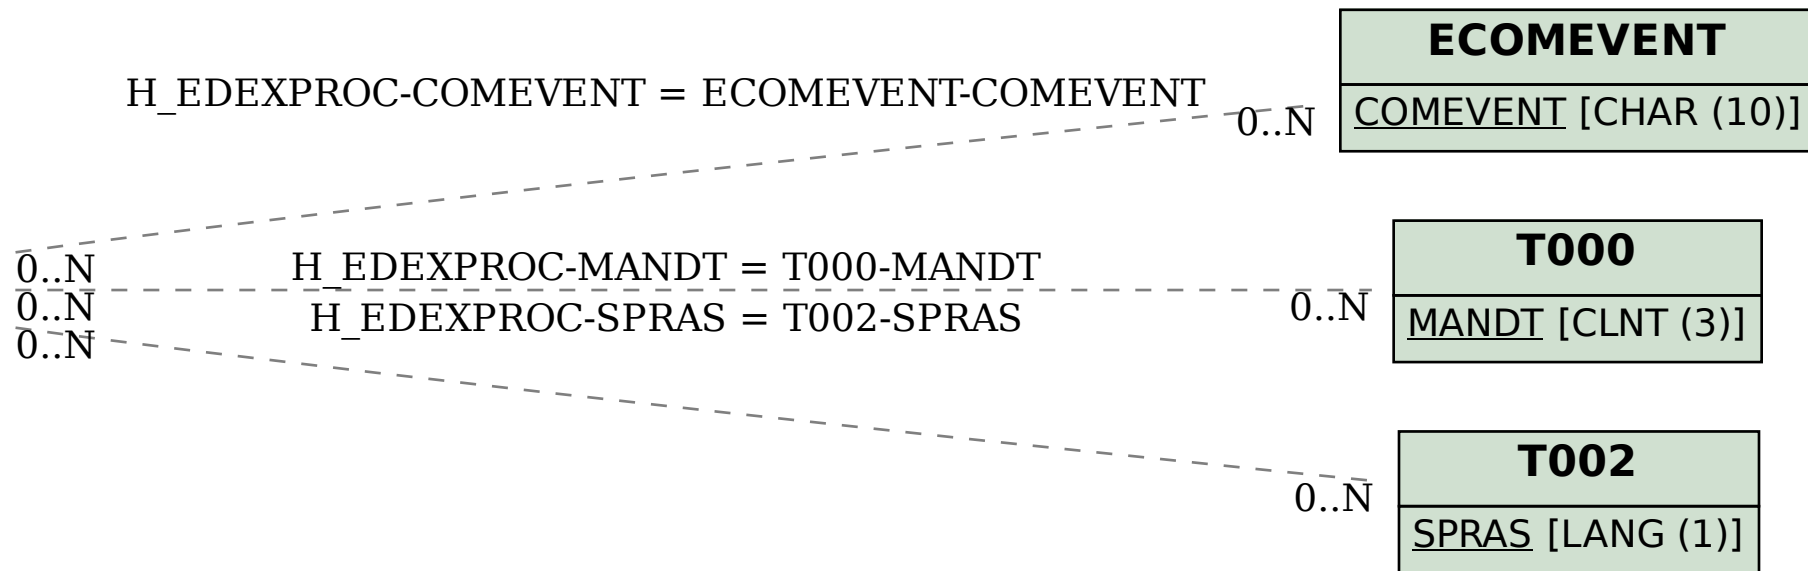 ECOMEVENT
H_EDEXPROC-COMEVENT = ECOMEVENT-COMEVENT
0..N
COMEVENT [CHAR (10)]
T000
0..N
H_EDEXPROC-MANDT = T000-MANDT
0..N
H_EDEXPROC-SPRAS = T002-SPRAS
0..N
MANDT [CLNT (3)]
0..N
T002
0..N
SPRAS [LANG (1)]